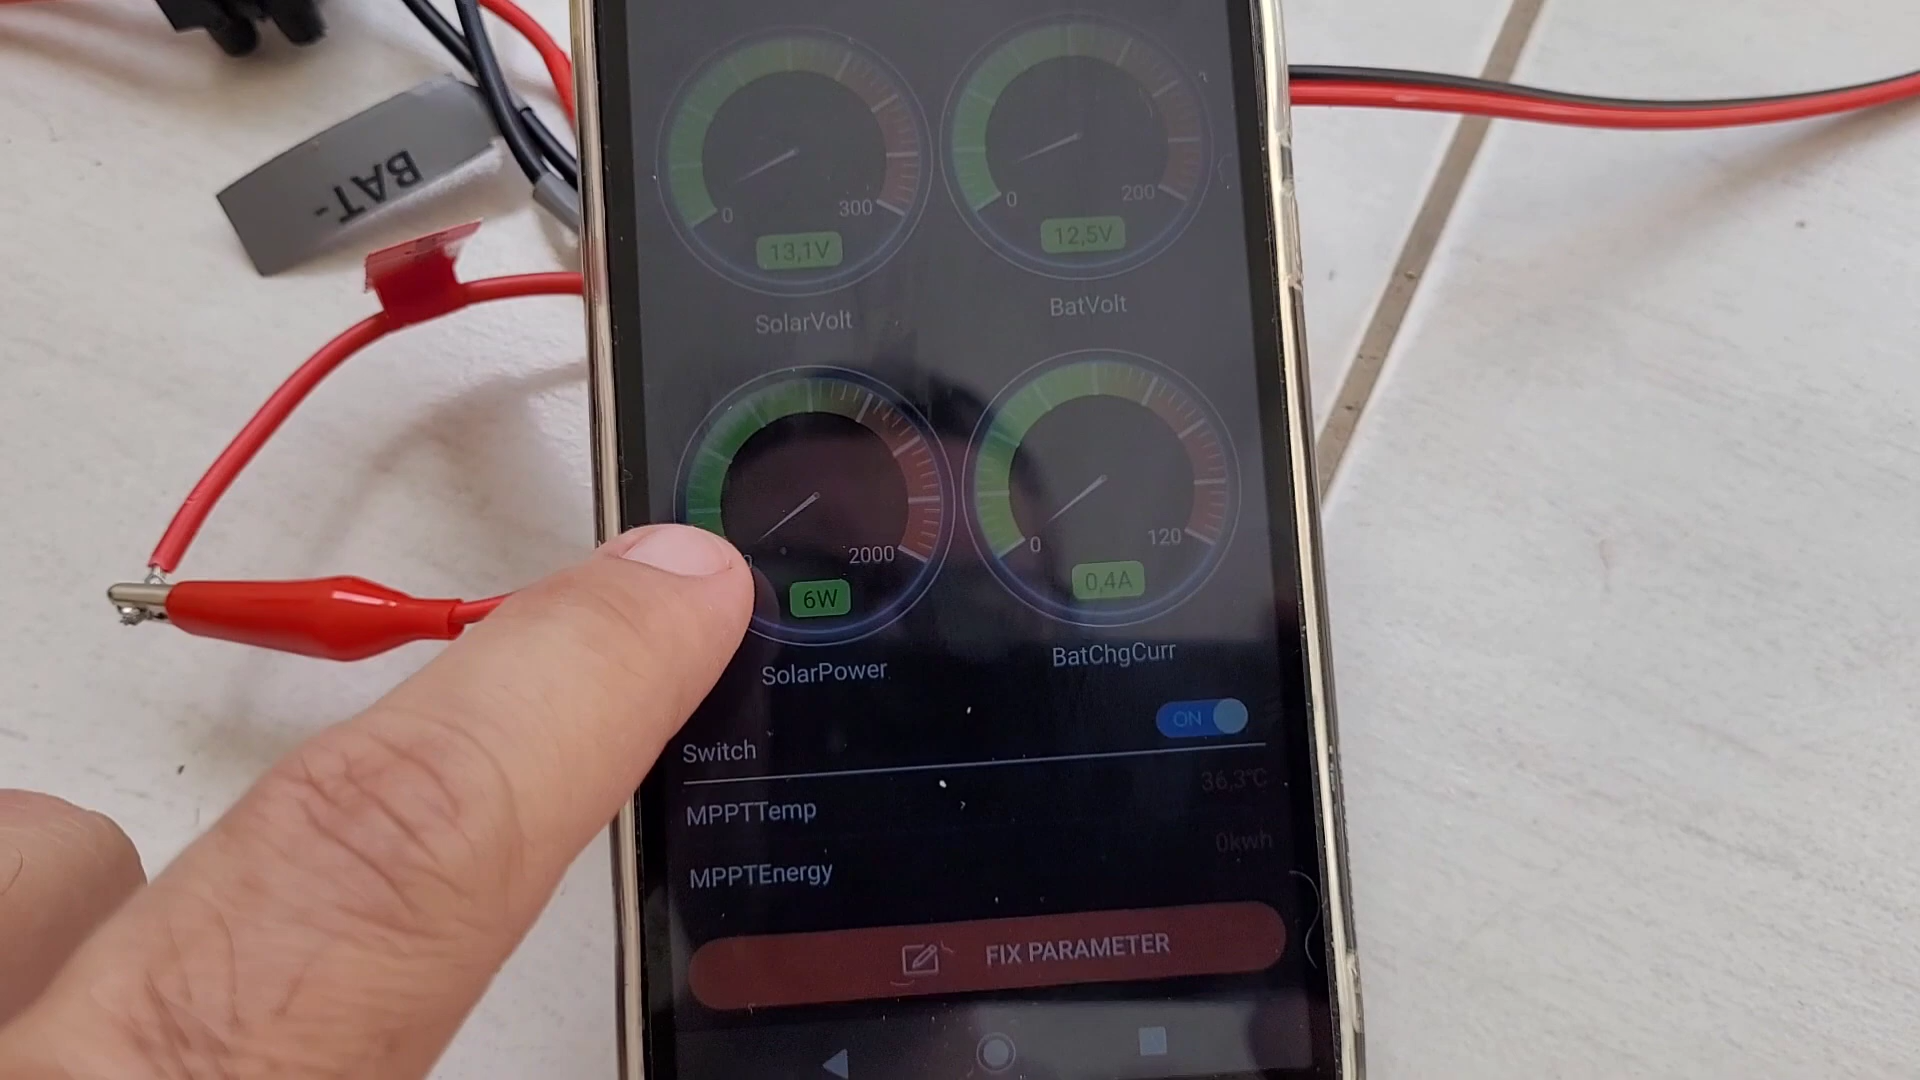 BAT-
0
300
13,1V
SolarVolt
0
200
12,5V
BatVolt
2000
6W
SolarPower
0
120
0,4A
BatChgCurr
Switch
ON
MPPTTemp
36,3°C
MPPTEnergy
0kwh
FIX PARAMETER